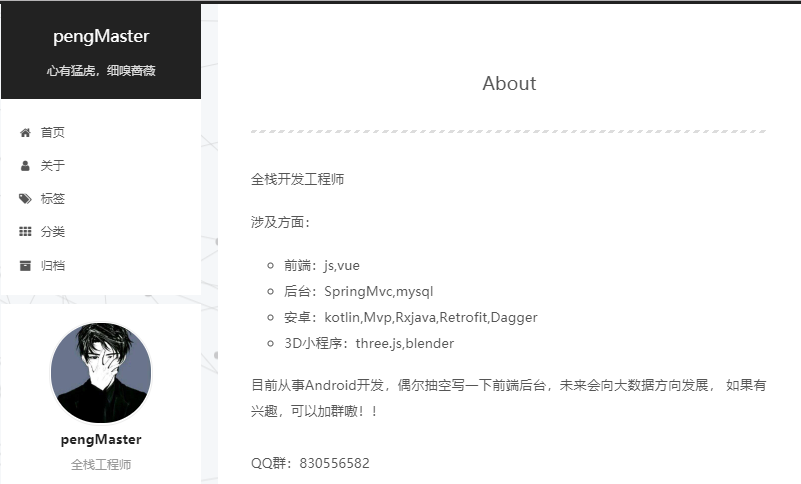 pengMaster
心有猛虎，细嗅蔷薇
首页
关于
标签
分类
归档
pengMaster
全栈工程师
About
全栈开发工程师
涉及方面：
前端：js,vue
后台：SpringMvc,mysql
安卓：kotlin,Mvp,Rxjava,Retrofit,Dagger
3D小程序：three.js,blender
目前从事Android开发，偶尔抽空写一下前端后台，未来会向大数据方向发展， 如果有
兴趣，可以加群嗷！！
QQ群：830556582